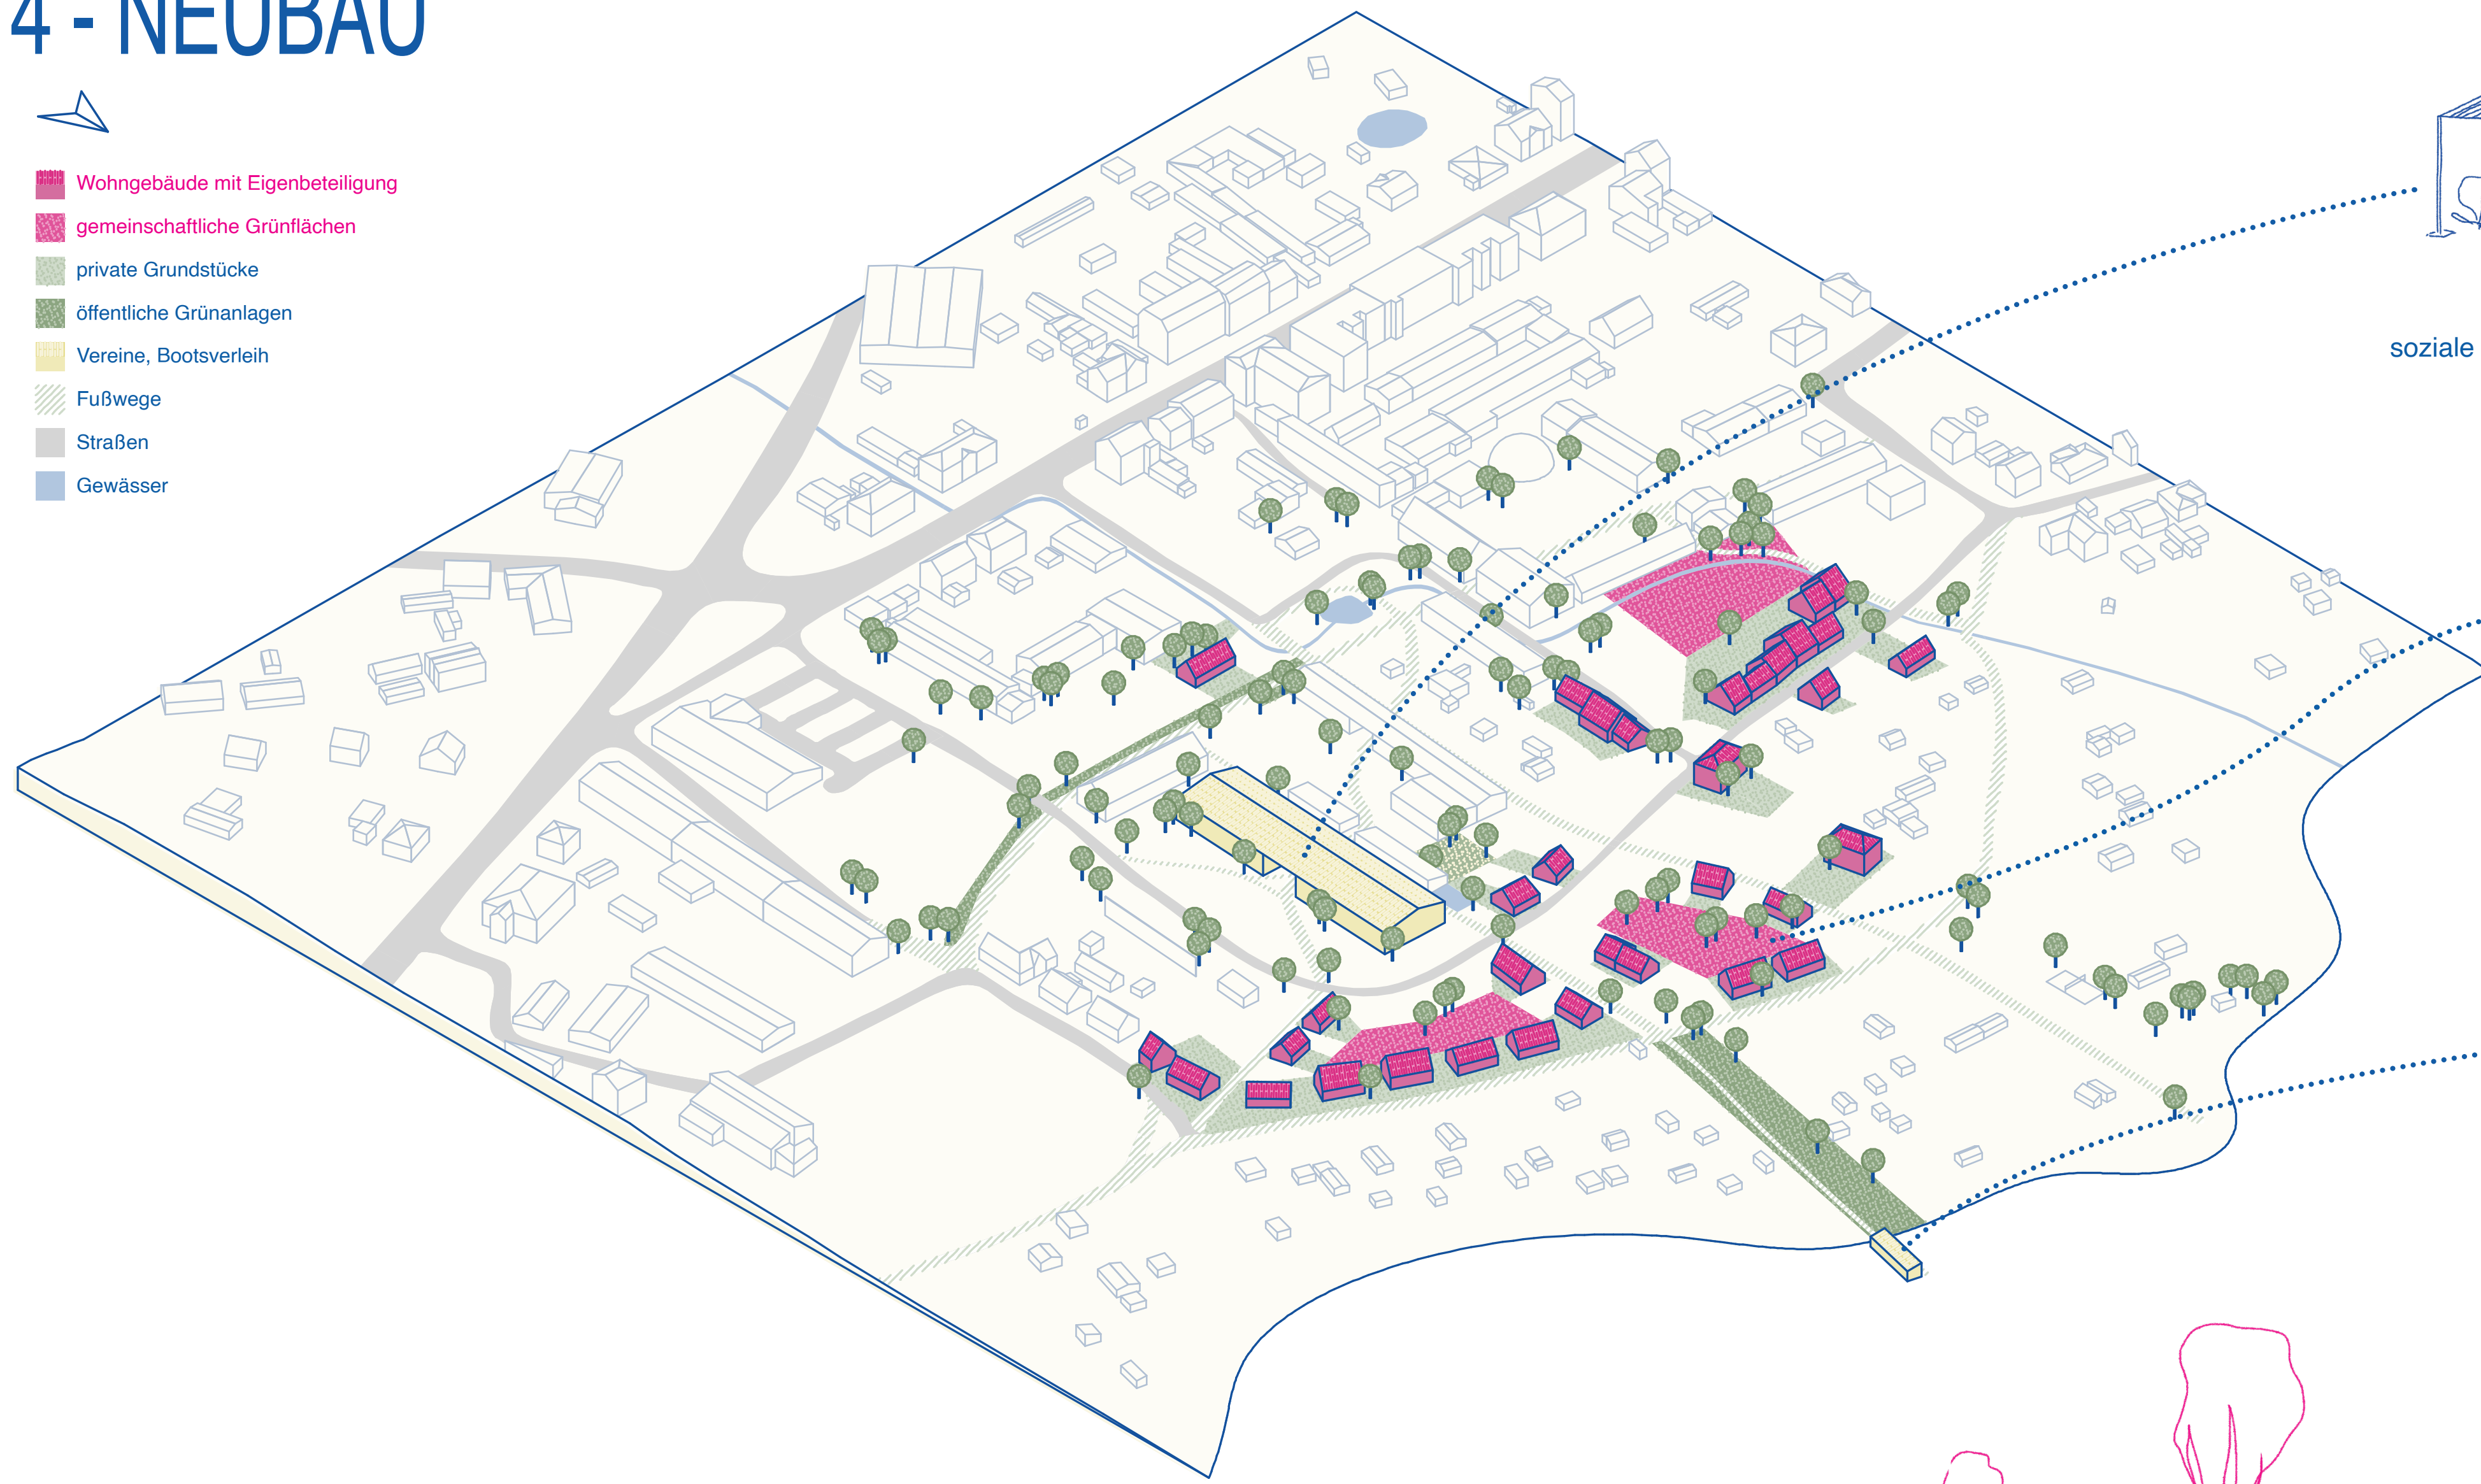 4 - NEUBAU
Wohngebäude mit Eigenbeteiligung
gemeinschaftliche Grünflächen
private Grundstücke
öffentliche Grünanlagen
Vereine, Bootsverleih
Fußwege
Straßen
Gewässer
soziale